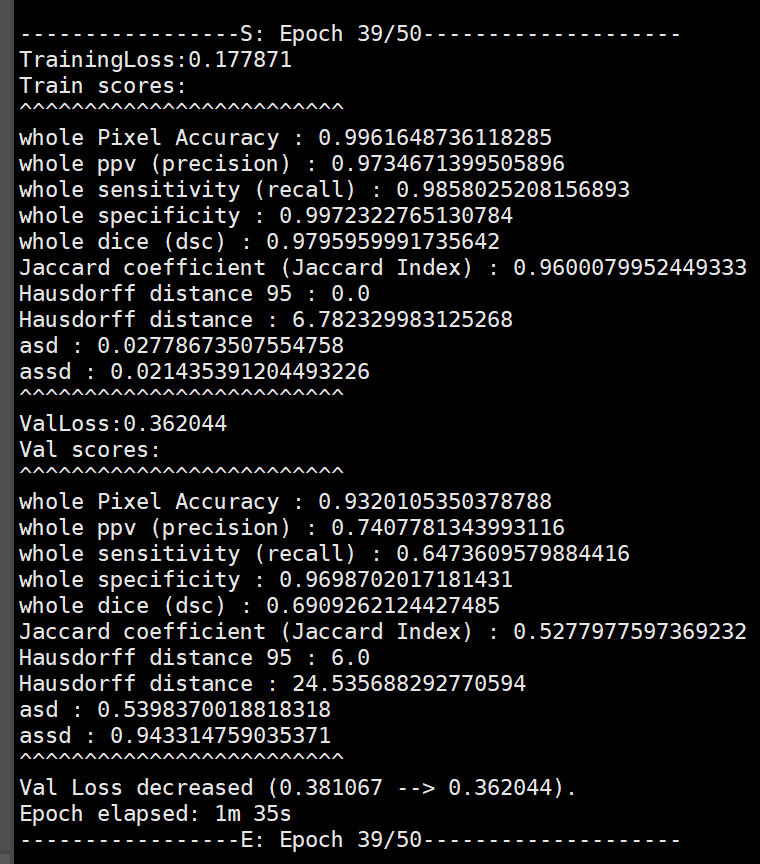 -----------------S: Epoch 39/50--------------------
TrainingLoss:0.177871
Train scores:
^^^^^^^^^^^^^^^^^^^^^^^^^
whole Pixel Accuracy : 0.9961648736118285
whole ppv (precision) : 0.9734671399505896
whole sensitivity (recall) : 0.9858025208156893
whole specificity : 0.9972322765130784
whole dice (dsc) : 0.9795959991735642
Jaccard coefficient (Jaccard Index) : 0.9600079952449333
Hausdorff distance 95 : 0.0
Hausdorff distance : 6.782329983125268
asd : 0.02778673507554758
assd : 0.021435391204493226
^^^^^^^^^^^^^^^^^^^^^^^^^
ValLoss:0.362044
Val scores:
^^^^^^^^^^^^^^^^^^^^^^^^^
whole Pixel Accuracy : 0.9320105350378788
whole ppv (precision) : 0.7407781343993116
whole sensitivity (recall) : 0.6473609579884416
whole specificity : 0.9698702017181431
whole dice (dsc) : 0.6909262124427485
Jaccard coefficient (Jaccard Index) : 0.5277977597369232
Hausdorff distance 95 : 6.0
Hausdorff distance : 24.535688292770594
asd : 0.5398370018818318
assd : 0.943314759035371
^^^^^^^^^^^^^^^^^^^^^^^^^
Val Loss decreased (0.381067 --> 0.362044).
Epoch elapsed: 1m 35s
-----------------E: Epoch 39/50--------------------